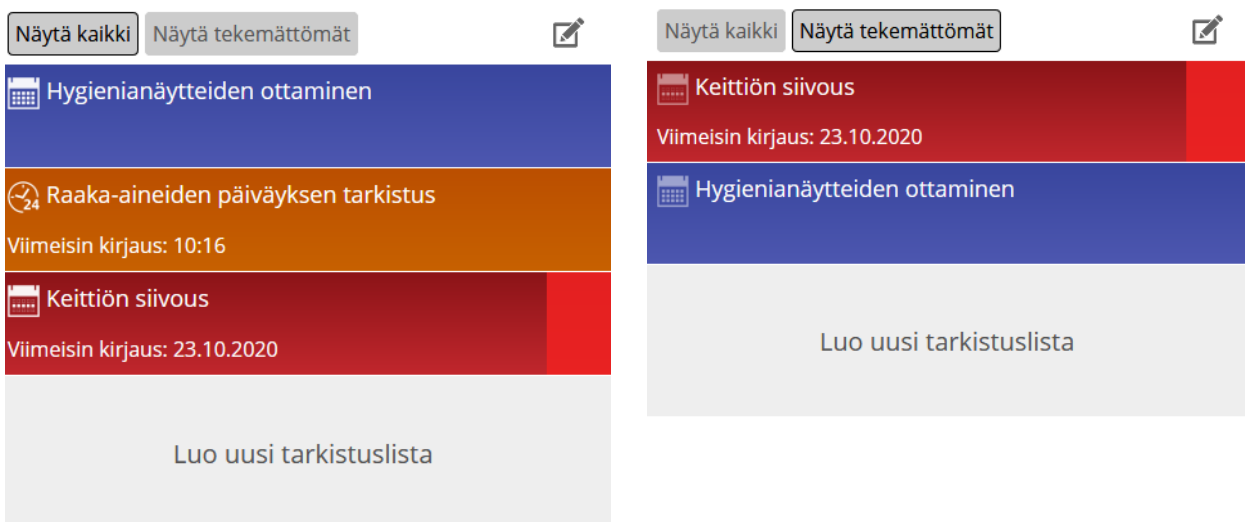 Näytä kaikki Näytä tekemättömät
Hygienianäytteiden ottaminen
24 Raaka-aineiden päiväyksen tarkistus
Viimeisin kirjaus: 10:16
Keittiön siivous
Viimeisin kirjaus: 23.10.2020
Luo uusi tarkistuslista
Näytä kaikki Näytä tekemättömät
Keittiön siivous
Viimeisin kirjaus: 23.10.2020
Hygienianäytteiden ottaminen
Luo uusi tarkistuslista